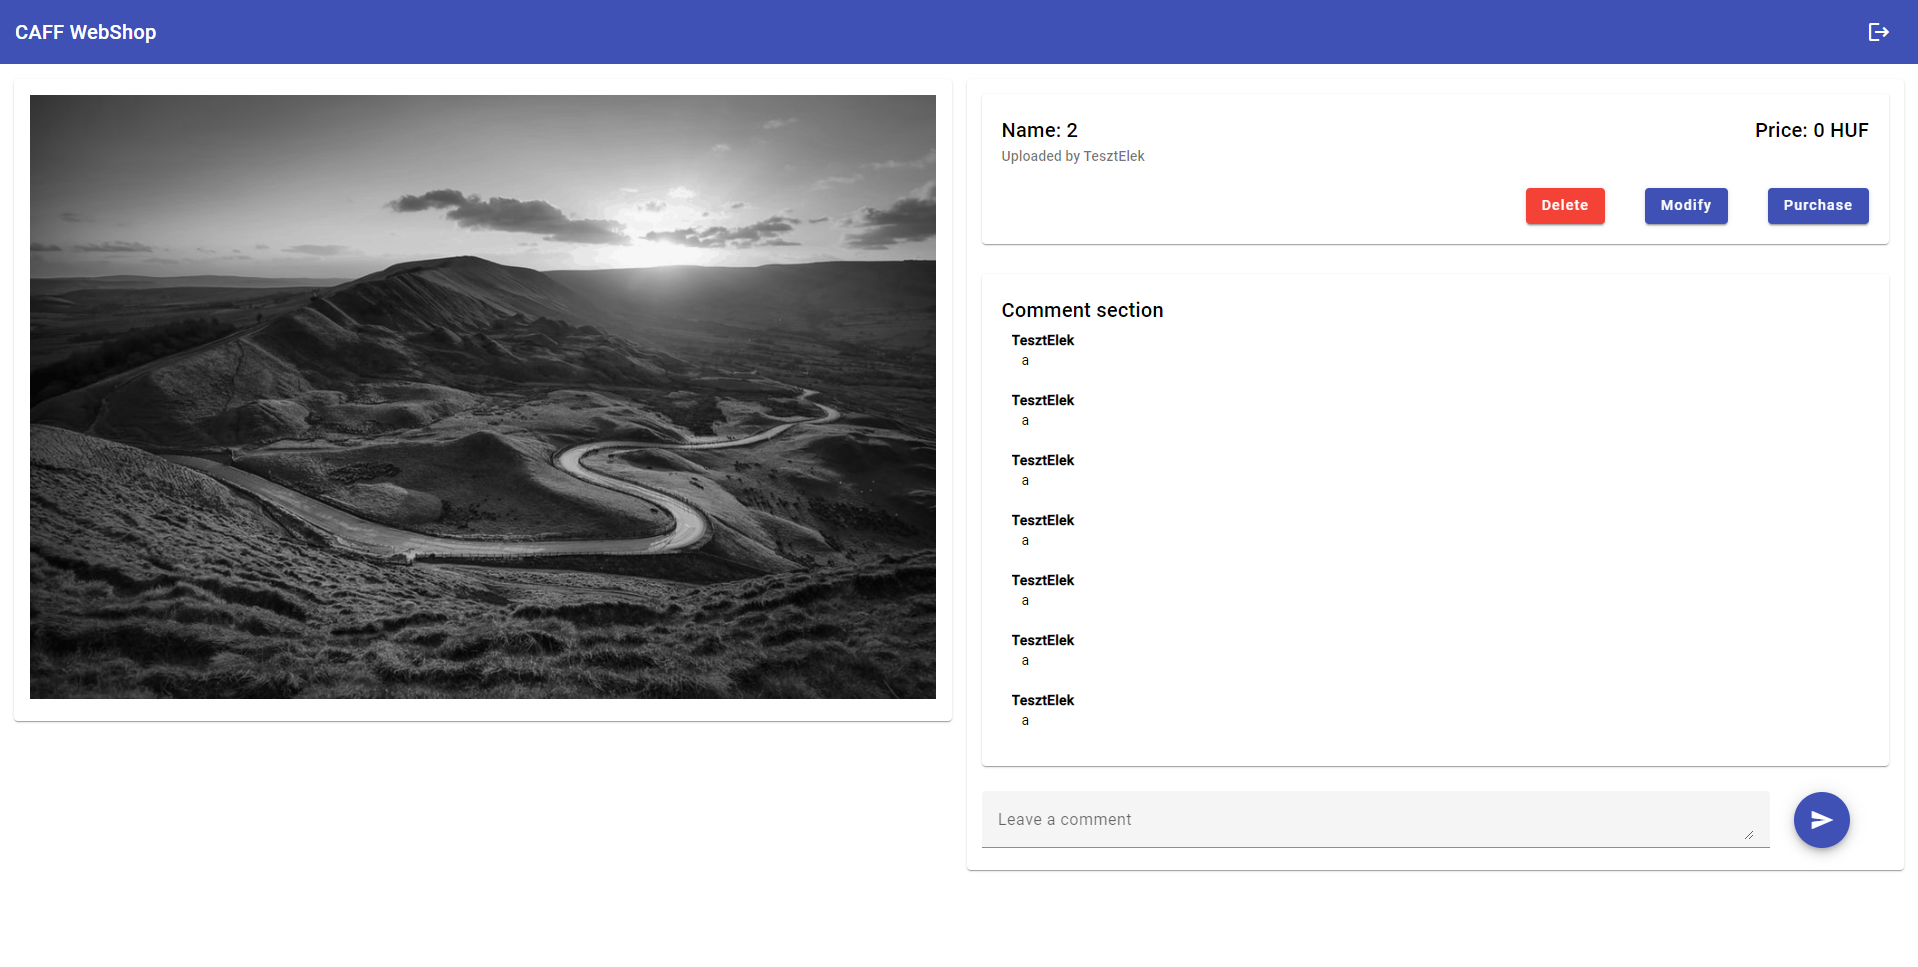 CAFF WebShop
Name: 2
Price: 0 HUF
Uploaded by TesztElek
Delete
Modify
Purchase
Comment section
TesztElek
a
TesztElek
a
TesztElek
a
TesztElek
a
TesztElek
a
TesztElek
a
TesztElek
a
Leave a comment